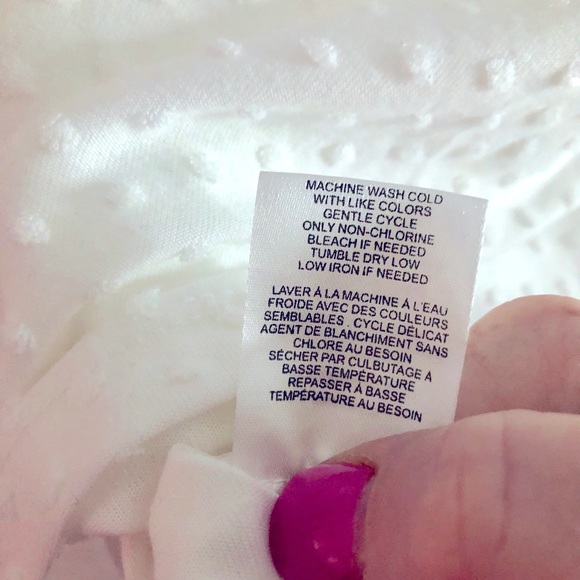 MACHINE WASH COLD
WITH LIKE COLORS
GENTLE CYCLE
ONLY NON-CHLORINE
BLEACH IF NEEDED
TUMBLE DRY LOW
LOW IRON IF NEEDED
LAVER À LA MACHINE À L'EAU
FROIDE AVEC DES COULEURS
SEMBLABLES . CYCLE DÉLICAT
AGENT DE BLANCHIMENT SANS
CHLORE AU BESOIN
SÉCHER PAR CULBUTAGE À
BASSE TEMPÉRATURE
REPASSER À BASSE
TEMPÉRATURE AU BESOIN